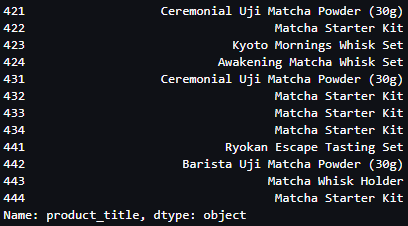 421 Ceremonial Uji Matcha Powder (30g)
422 Matcha Starter Kit
423 Kyoto Mornings Whisk Set
424 Awakening Matcha Whisk Set
431 Ceremonial Uji Matcha Powder (30g)
432 Matcha Starter Kit
433 Matcha Starter Kit
434 Matcha Starter Kit
441 Ryokan Escape Tasting Set
442 Barista Uji Matcha Powder (30g)
443 Matcha Whisk Holder
444 Matcha Starter Kit
Name: product_title, dtype: object